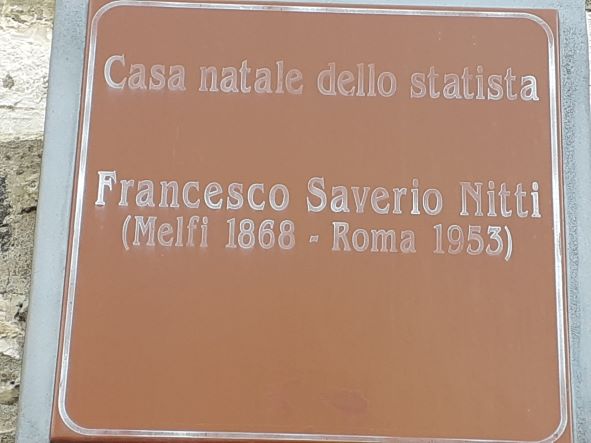 Casa natale dello statista
Francesco Saverio Nitti
(Melfi 1868 - Roma 1953)